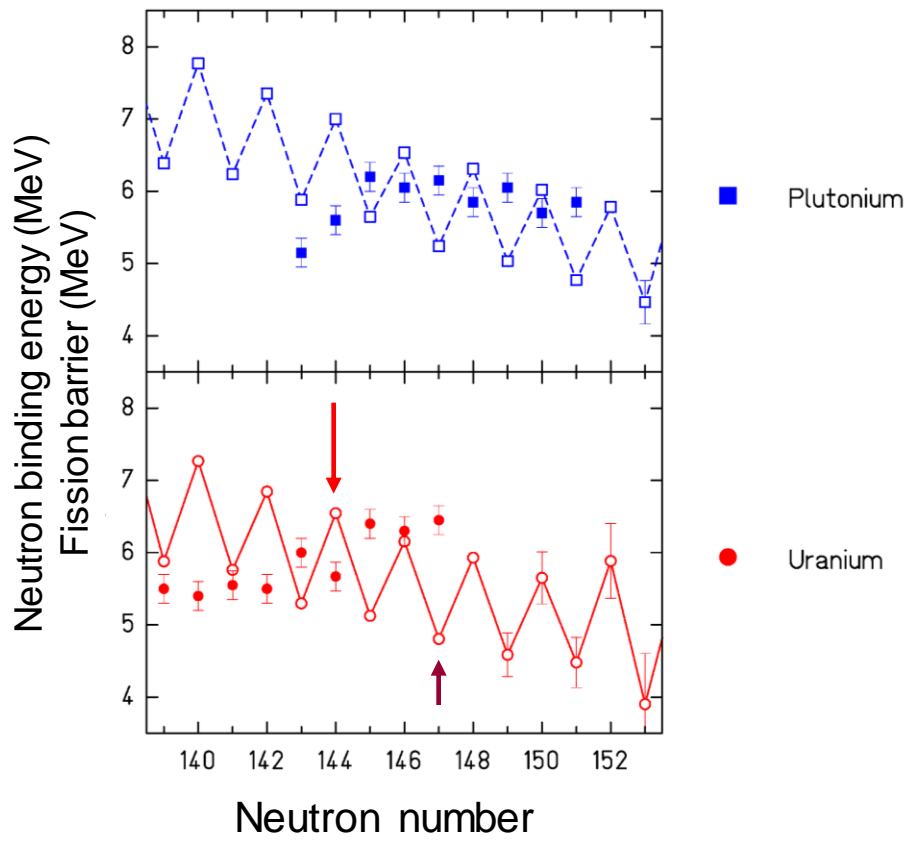 Neutron binding energy (MeV)
Fission barrier (MeV)
8
7
6
5
4
Plutonium
8
7
6
5
4
Uranium
140 142 144 146 148 150 152
Neutron number